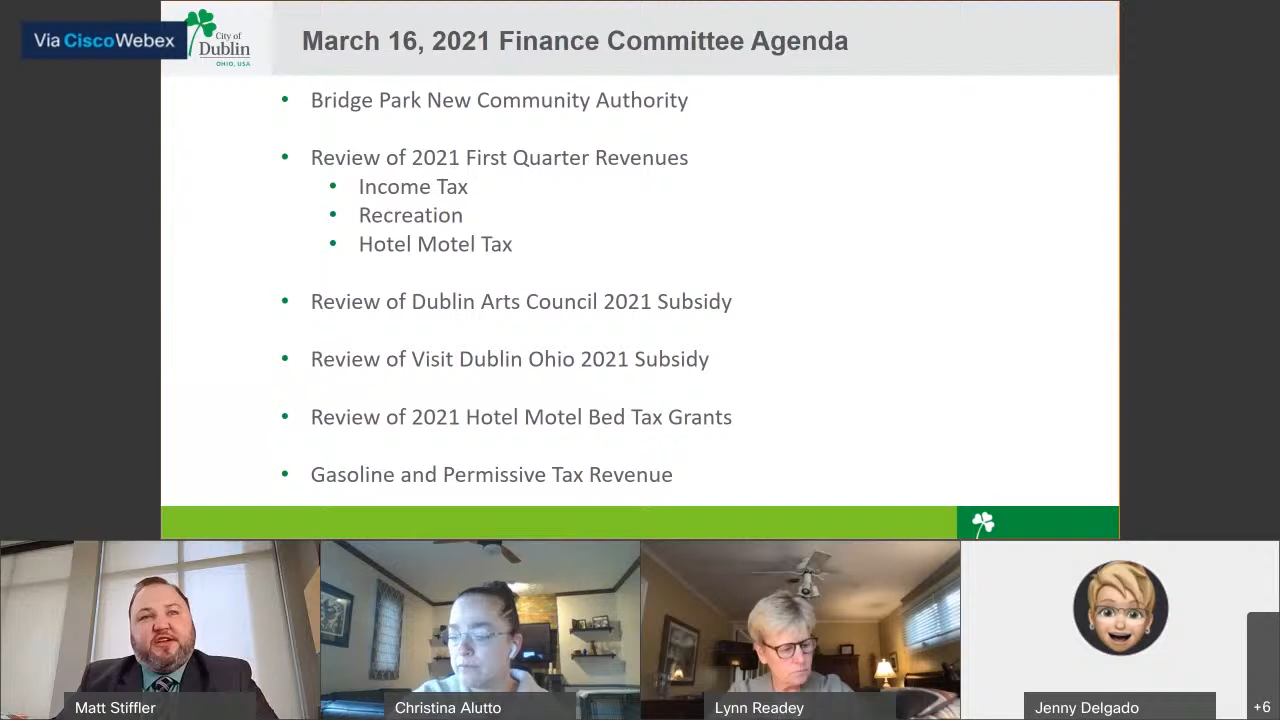 Via Cisco Webex
City of
Dublin
OHIO, USA
March 16, 2021 Finance Committee Agenda
• Bridge Park New Community Authority
• Review of 2021 First Quarter Revenues
• Income Tax
• Recreation
• Hotel Motel Tax
• Review of Dublin Arts Council 2021 Subsidy
• Review of Visit Dublin Ohio 2021 Subsidy
• Review of 2021 Hotel Motel Bed Tax Grants
• Gasoline and Permissive Tax Revenue
Matt Stiffler
Christina Alutto
Lynn Readey
Jenny Delgado
+6